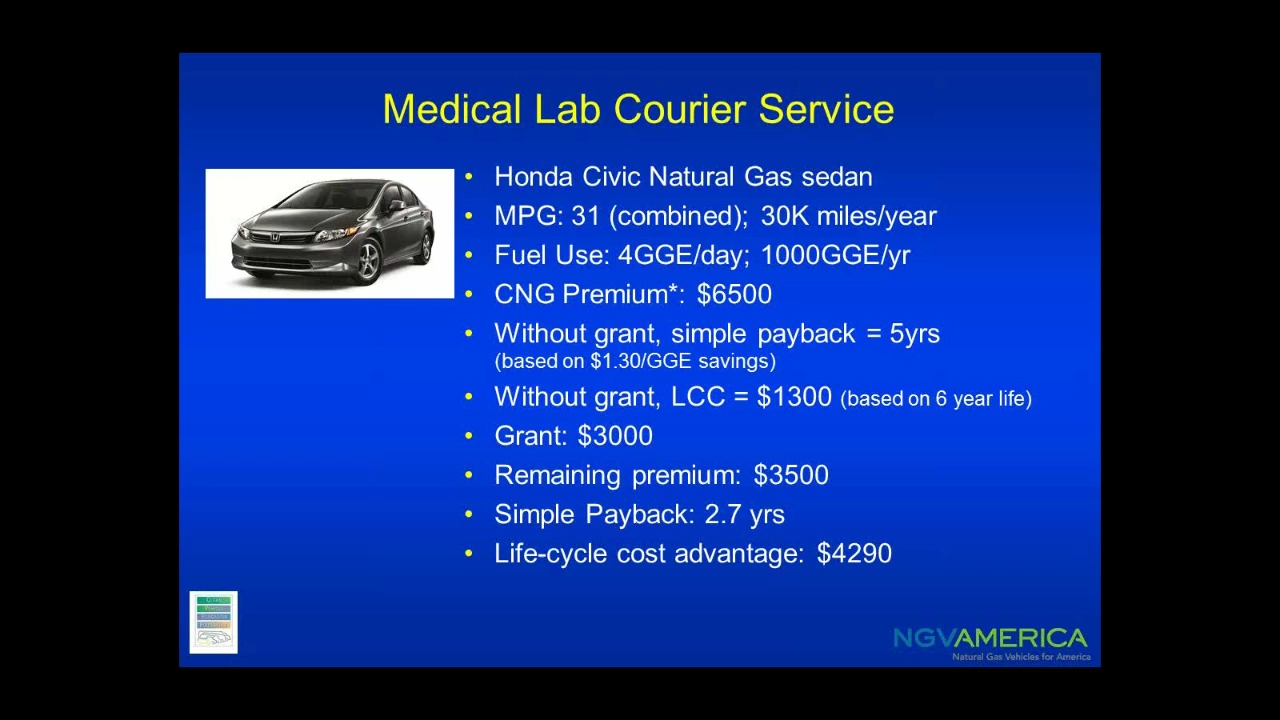 Medical Lab Courier Service
• Honda Civic Natural Gas sedan
• MPG: 31 (combined); 30K miles/year
• Fuel Use: 4GGE/day; 1000GGE/yr
• CNG Premium*: $6500
• Without grant, simple payback = 5yrs
(based on $1.30/GGE savings)
• Without grant, LCC = $1300 (based on 6 year life)
• Grant: $3000
• Remaining premium: $3500
• Simple Payback: 2.7 yrs
• Life-cycle cost advantage: $4290
NGVAMERICA
Natural Gas Vehicles for America